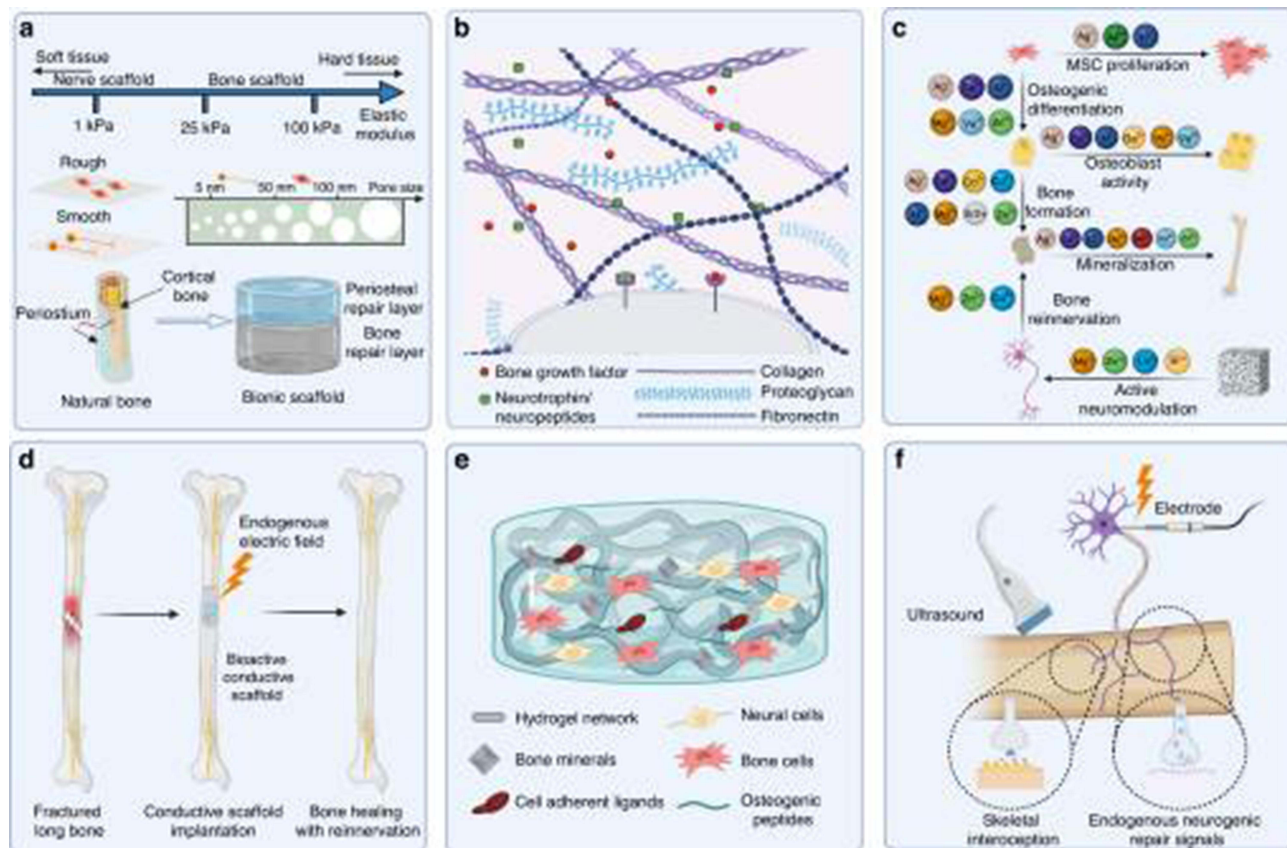 a
Soft tissue
Hard tissue
Nerve scaffold
Bone scaffold
1 kPa
25 kPa
100 kPa
Elastic
modulus
Rough
Smooth
5 nm
50 nm
100 nm
Pore size
Periostium
Cortical
bone
Periosteal
repair layer
Bone
repair layer
Natural bone
Bionic scaffold
b
Bone growth factor
Neurotrophin/
neuropeptides
Collagen
Proteoglycan
Fibronectin
c
MSC proliferation
Osteogenic
differentiation
Osteoblast
activity
Bone
formation
Mineralization
Bone
reinnervation
Active
neuromodulation
d
Endogenous
electric field
Bioactive
conductive
scaffold
Fractured
long bone
Conductive scaffold
implantation
Bone healing
with reinnervation
e
Hydrogel network
Neural cells
Bone minerals
Bone cells
Cell adherent ligands
Osteogenic
peptides
f
Electrode
Ultrasound
Skeletal
interoception
Endogenous neurogenic
repair signals